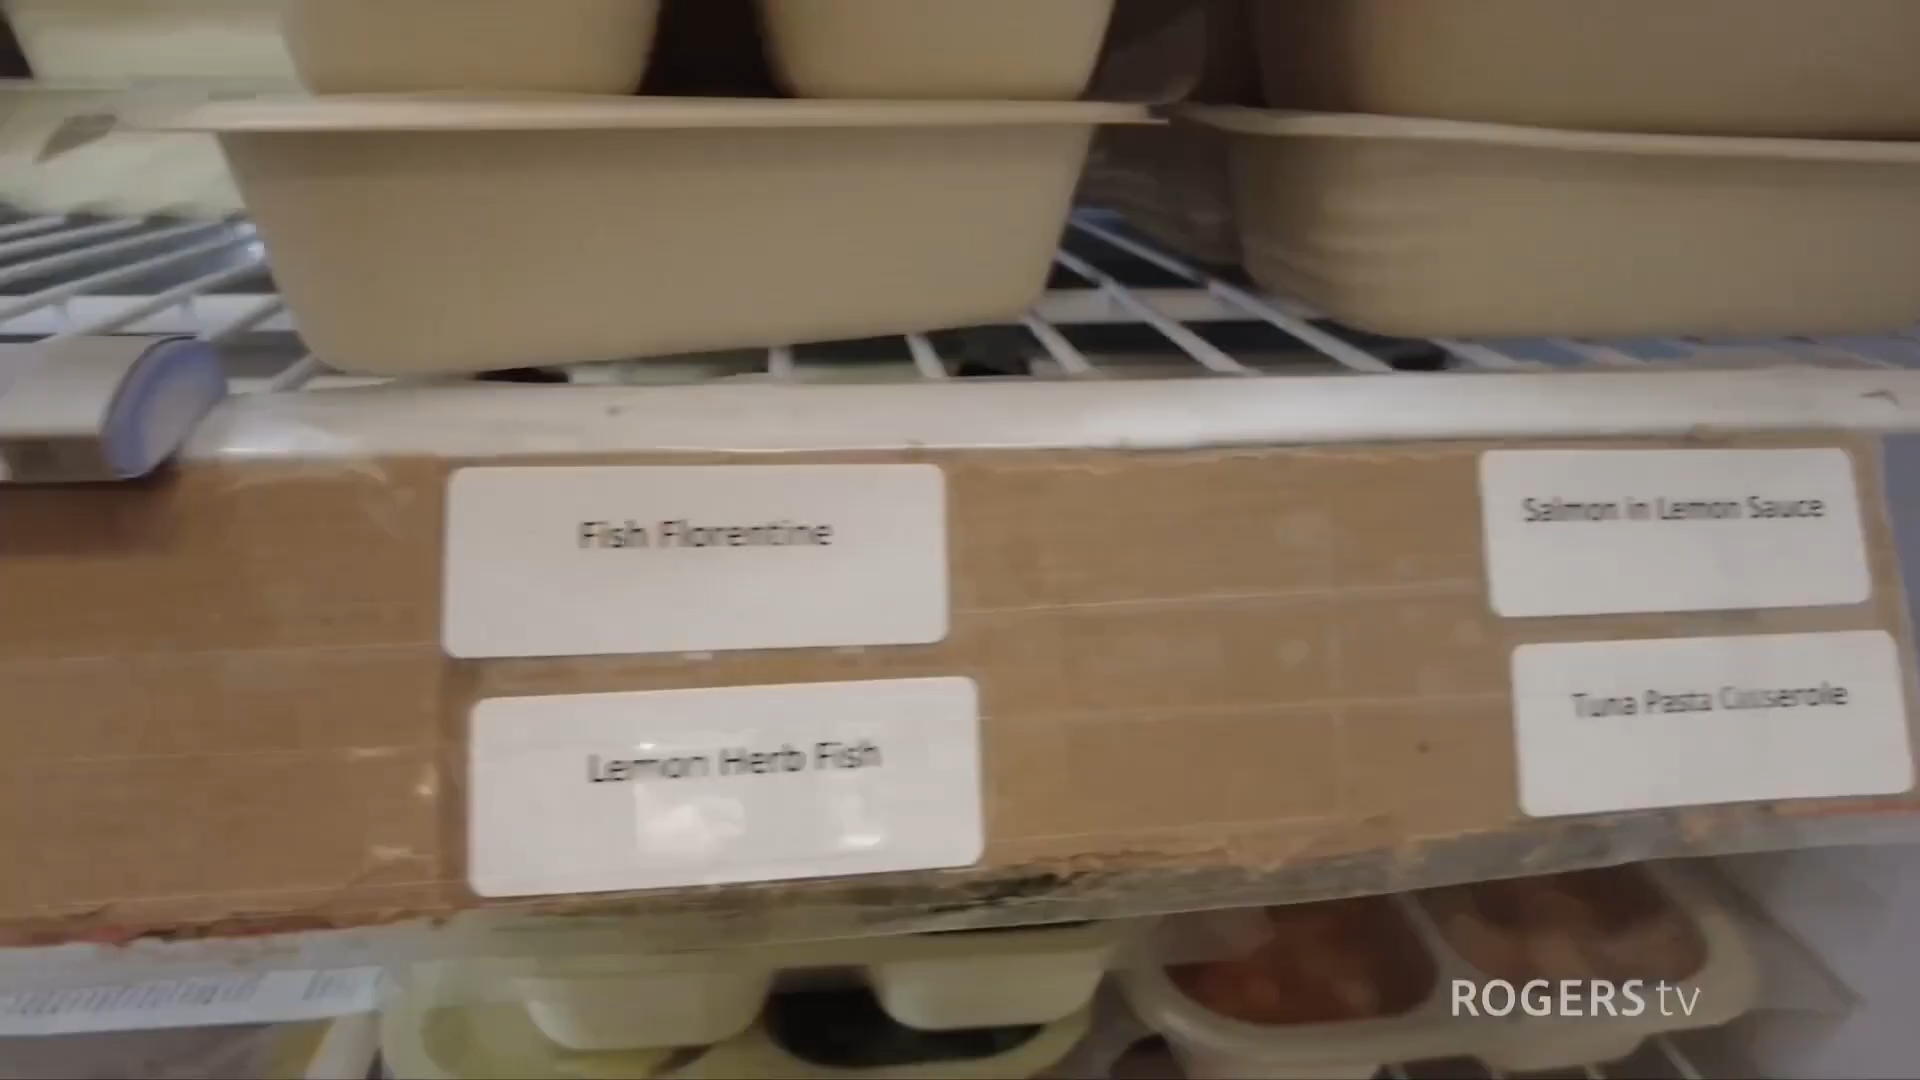 Fish Florentine
Salmon in Lemon Sauce
Lemon Herb Fish
Tuna Pasta Casserole
ROGERS tv